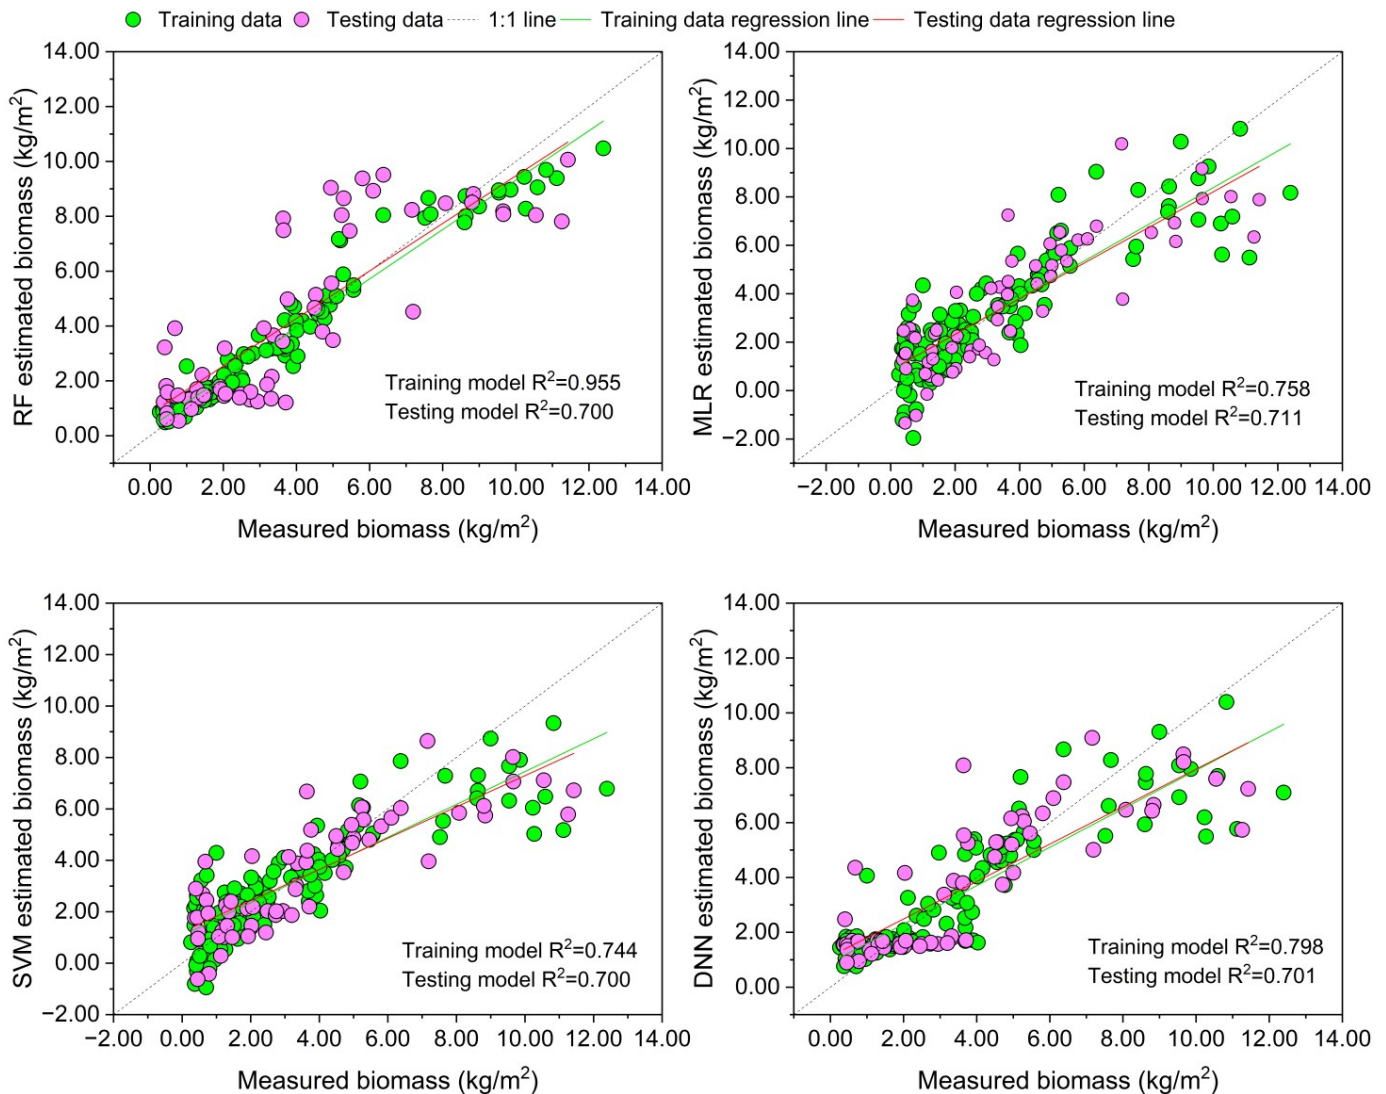 Training data Testing data 1:1 line Training data regression line Testing data regression line
14.00
12.00
10.00
8.00
6.00
4.00
2.00
0.00
RF estimated biomass (kg/m²)
Training model R²=0.955
Testing model R²=0.700
0.00 2.00 4.00 6.00 8.00 10.00 12.00 14.00
Measured biomass (kg/m²)
14.00
12.00
10.00
8.00
6.00
4.00
2.00
0.00
−2.00
MLR estimated biomass (kg/m²)
Training model R²=0.758
Testing model R²=0.711
−2.00 0.00 2.00 4.00 6.00 8.00 10.00 12.00 14.00
Measured biomass (kg/m²)
14.00
12.00
10.00
8.00
6.00
4.00
2.00
0.00
−2.00
SVM estimated biomass (kg/m²)
Training model R²=0.744
Testing model R²=0.700
−2.00 0.00 2.00 4.00 6.00 8.00 10.00 12.00 14.00
Measured biomass (kg/m²)
14.00
12.00
10.00
8.00
6.00
4.00
2.00
0.00
DNN estimated biomass (kg/m²)
Training model R²=0.798
Testing model R²=0.701
0.00 2.00 4.00 6.00 8.00 10.00 12.00 14.00
Measured biomass (kg/m²)